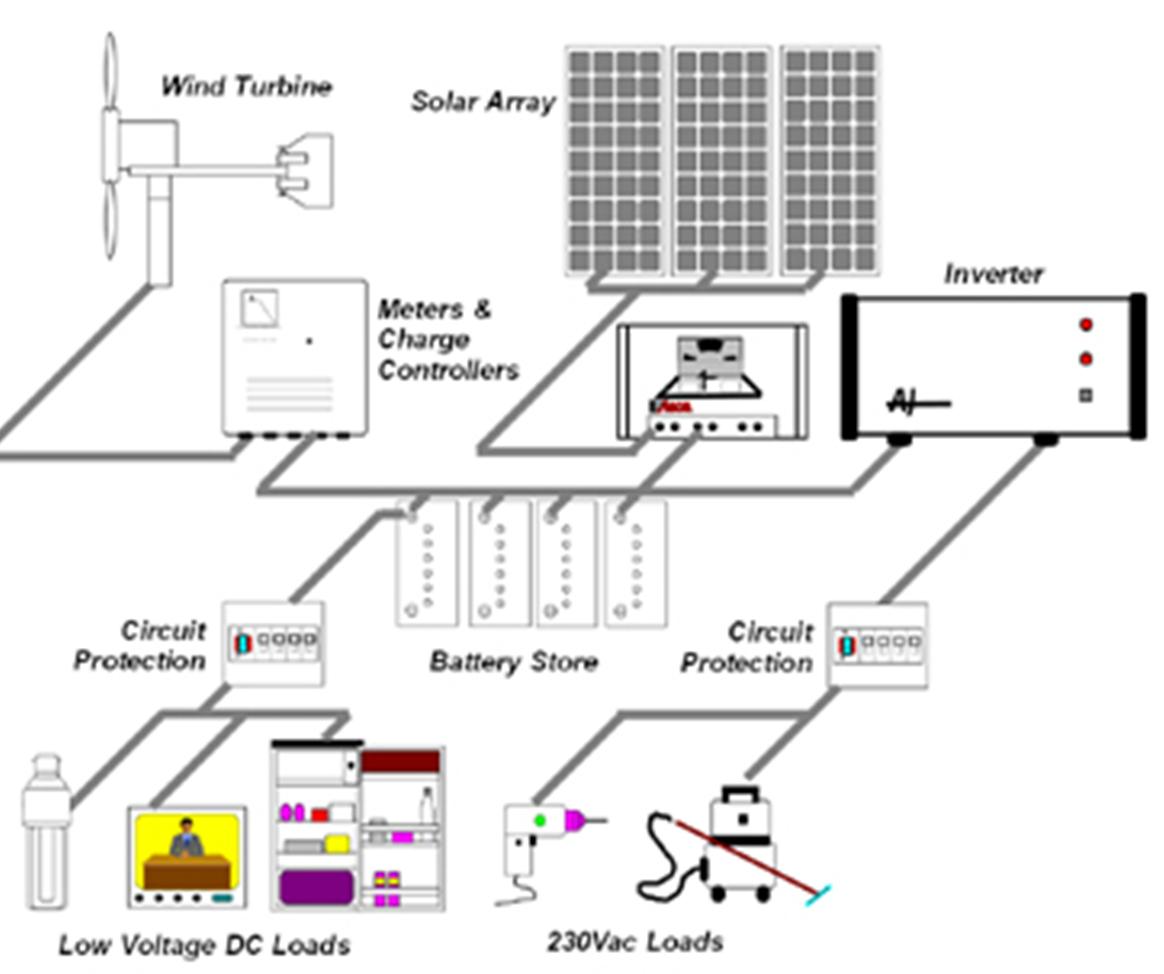 Wind Turbine
Solar Array
Inverter
Meters &
Charge
Controllers
Circuit
Protection
Battery Store
Circuit
Protection
Low Voltage DC Loads
230Vac Loads